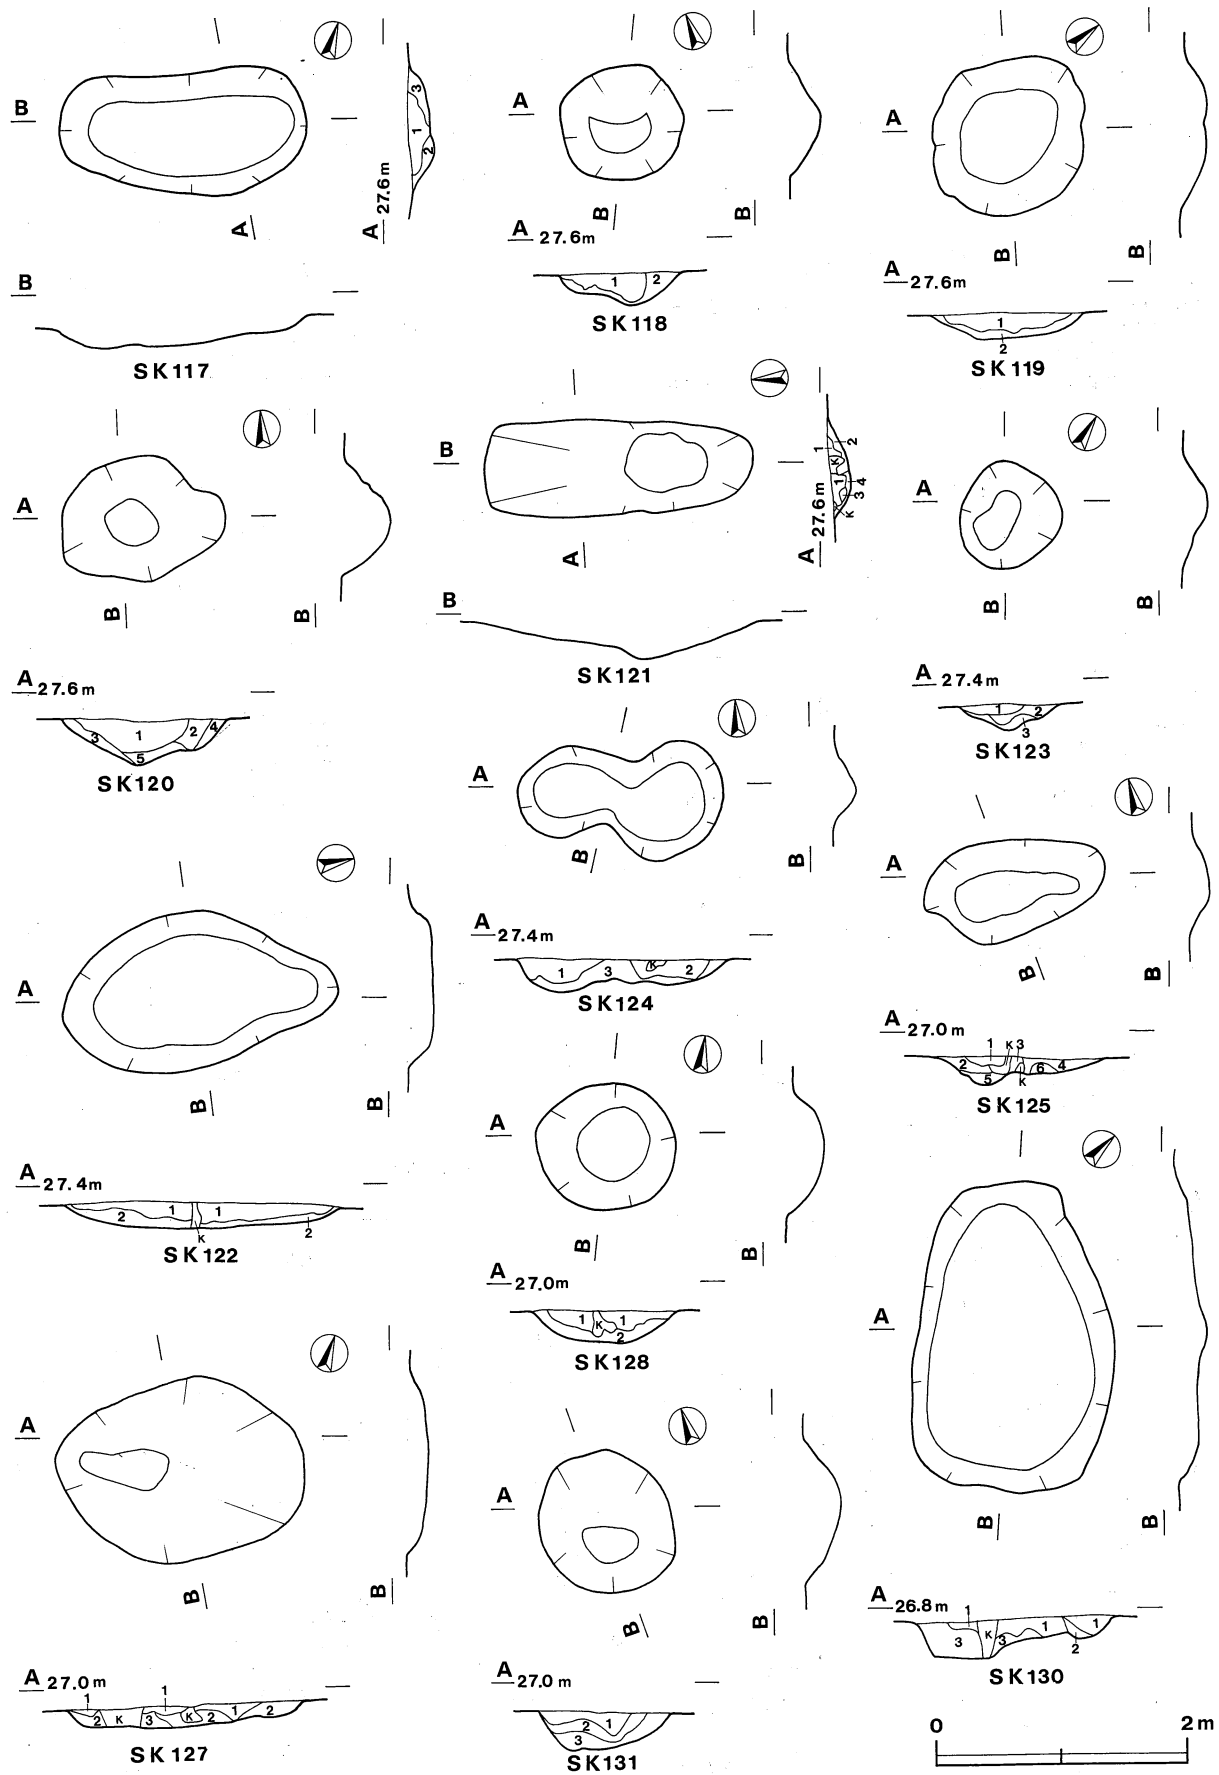 B
A
A 27.6m
3
1
2
B
SK117
A
B
B
A 27.6m
1 2
SK118
A
B
B
A 27.6m
1
2
SK119
A
B
B
A 27.6m
3 1 2 4
5
SK120
B
A
A 27.6m
1 2
K
1 4
3
K
B
SK121
A
B
B
A 27.4m
1 2
3
SK123
A
B
B
A 27.4m
1 3 K 2
SK124
A
B
B
A 27.4m
2 1 1
K 2
SK122
A
B
B
A 27.0m
1 K 3
2 6 4
5 K
SK125
A
B
B
A 27.0m
1 K 1
2
SK128
A
B
B
A 26.8m
1
3 K 3 1 1
2
SK130
A
B
B
A 27.0m
1 1
2 K 3 K 2 1 2
SK127
A
B
B
A 27.0m
2 1
3
SK131
0 2m